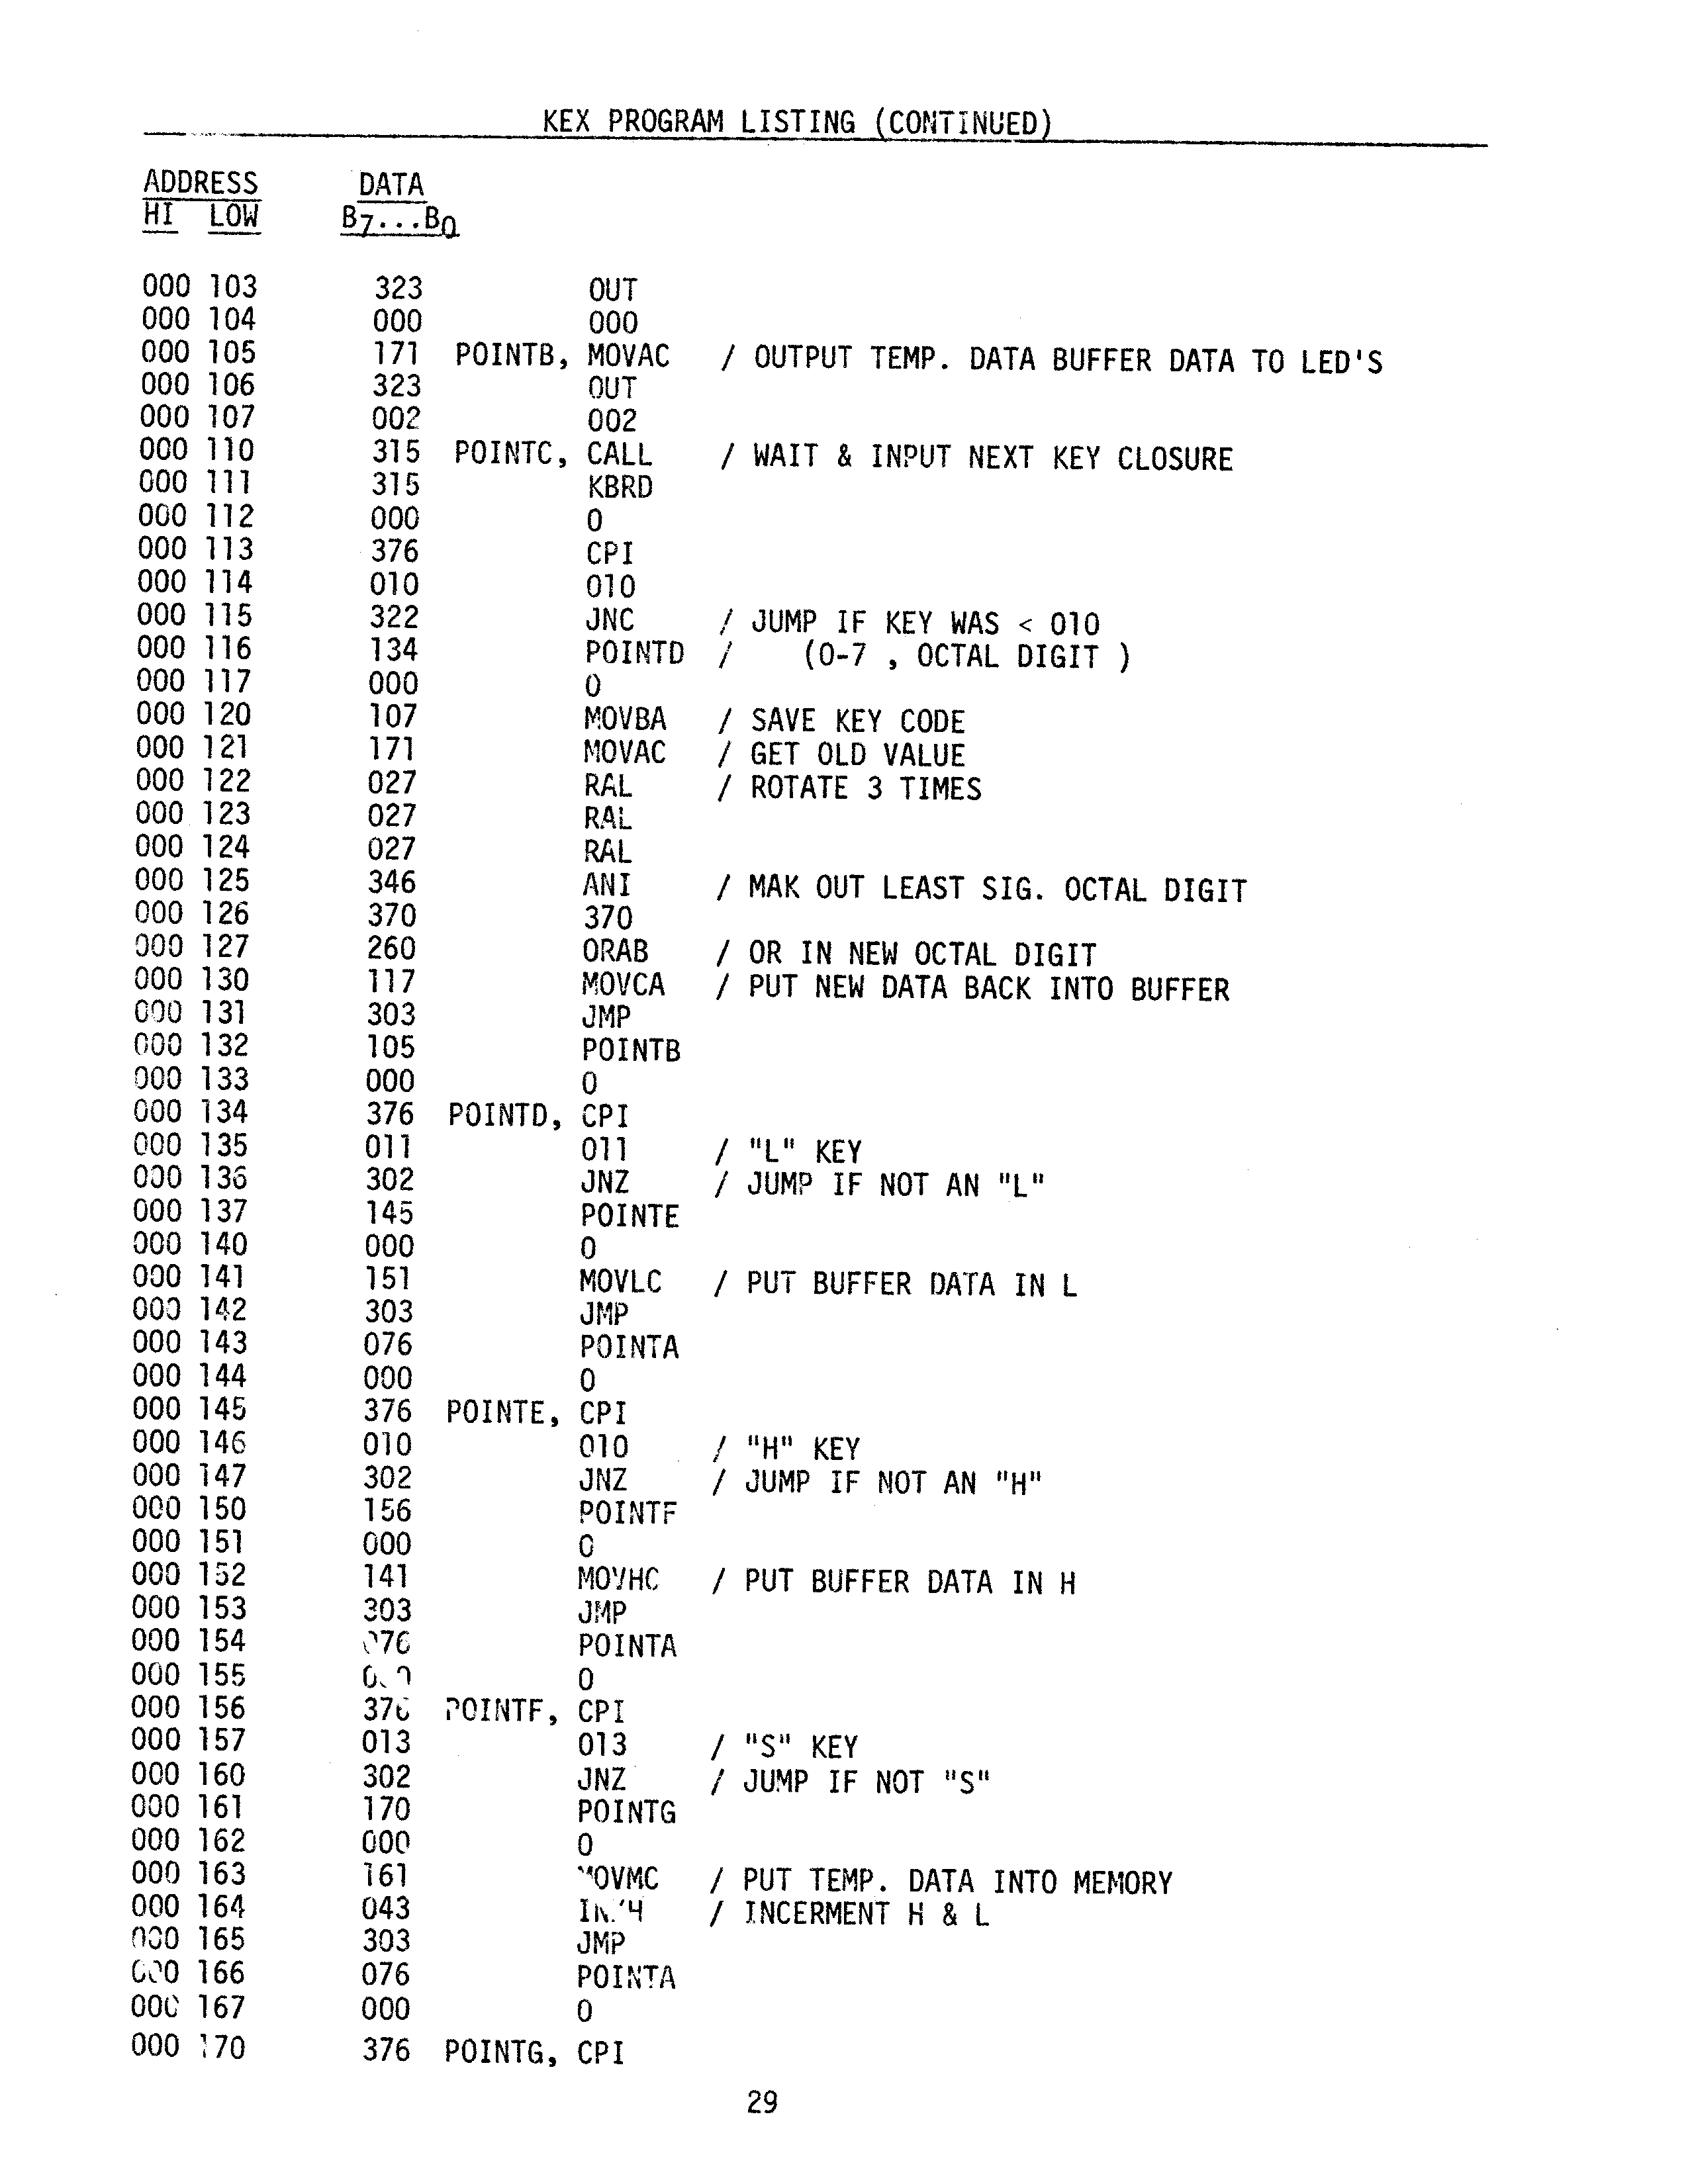 KEX PROGRAM LISTING (CONTINUED)
ADDRESS DATA
HI LOW B7...B0
000 103 323 OUT
000 104 000 000
000 105 171 POINTB, MOVAC / OUTPUT TEMP. DATA BUFFER DATA TO LED'S
000 106 323 OUT
000 107 002 002
000 110 315 POINTC, CALL / WAIT & INPUT NEXT KEY CLOSURE
000 111 315 KBRD
000 112 000 0
000 113 376 CPI
000 114 010 010
000 115 322 JNC / JUMP IF KEY WAS < 010
000 116 134 POINTD / (0-7 , OCTAL DIGIT )
000 117 000 0
000 120 107 MOVBA / SAVE KEY CODE
000 121 171 MOVAC / GET OLD VALUE
000 122 027 RAL / ROTATE 3 TIMES
000 123 027 RAL
000 124 027 RAL
000 125 346 ANI / MAK OUT LEAST SIG. OCTAL DIGIT
000 126 370 370
000 127 260 ORAB / OR IN NEW OCTAL DIGIT
000 130 117 MOVCA / PUT NEW DATA BACK INTO BUFFER
000 131 303 JMP
000 132 105 POINTB
000 133 000 0
000 134 376 POINTD, CPI
000 135 011 011 / "L" KEY
000 136 302 JNZ / JUMP IF NOT AN "L"
000 137 145 POINTE
000 140 000 0
000 141 151 MOVLC / PUT BUFFER DATA IN L
000 142 303 JMP
000 143 076 POINTA
000 144 000 0
000 145 376 POINTE, CPI
000 146 010 010 / "H" KEY
000 147 302 JNZ / JUMP IF NOT AN "H"
000 150 156 POINTF
000 151 000 0
000 152 141 MOVHC / PUT BUFFER DATA IN H
000 153 303 JMP
000 154 076 POINTA
000 155 0
000 156 376 POINTF, CPI
000 157 013 013 / "S" KEY
000 160 302 JNZ / JUMP IF NOT "S"
000 161 170 POINTG
000 162 000 0
000 163 161 MOVMC / PUT TEMP. DATA INTO MEMORY
000 164 043 / INCERMENT H & L
000 165 303 JMP
000 166 076 POINTA
000 167 000 0
000 170 376 POINTG, CPI
29